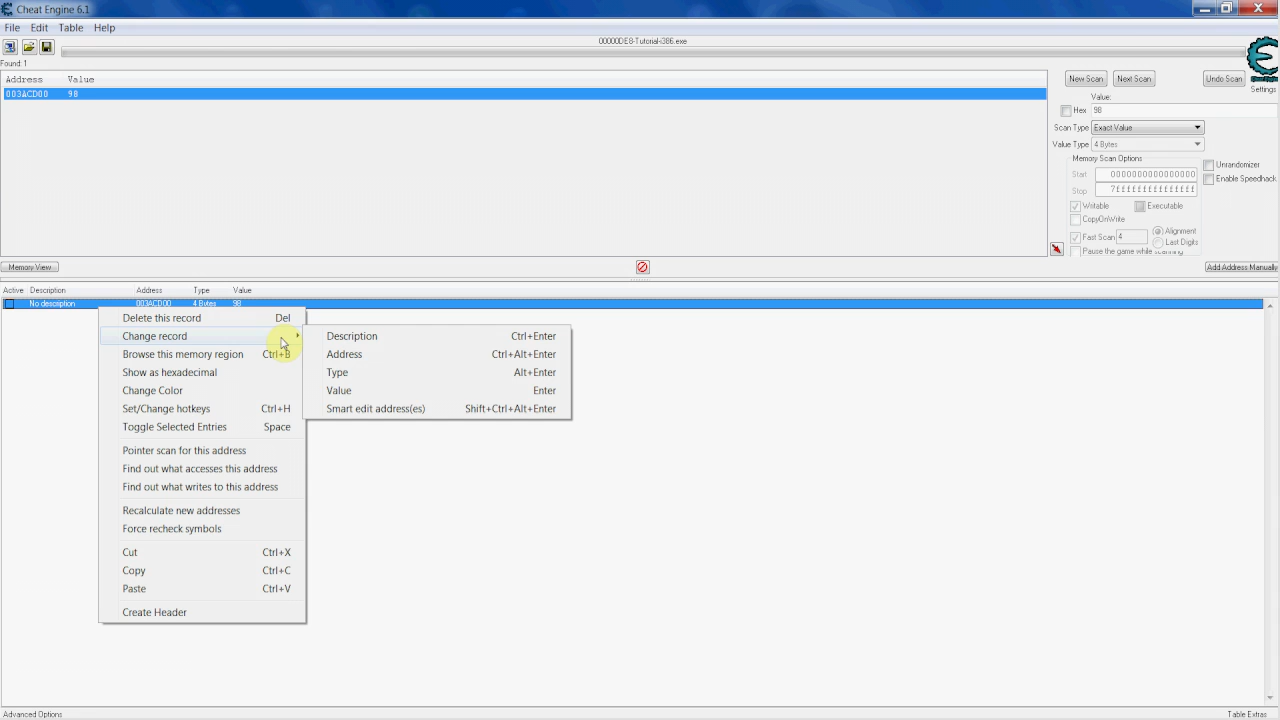 Cheat Engine 6.1
File Edit Table Help
00000DE8-Tutorial-i386.exe
Found: 1
Address Value
003ACD00 98
New Scan Next Scan Undo Scan
Settings
Value:
Hex 98
Scan Type Exact Value
Value Type 4 Bytes
Memory Scan Options
Start 0000000000000000
Stop 7fffffffffffffff
Writable Executable
CopyOnWrite
Fast Scan 4 Alignment
Last Digits
Pause the game while scanning
Unrandomizer
Enable Speedhack
Memory View Add Address Manually
Active Description Address Type Value
No description 003ACD00 4 Bytes 98
Delete this record Del
Change record
Browse this memory region Ctrl+B
Show as hexadecimal
Change Color
Set/Change hotkeys Ctrl+H
Toggle Selected Entries Space
Pointer scan for this address
Find out what accesses this address
Find out what writes to this address
Recalculate new addresses
Force recheck symbols
Cut Ctrl+X
Copy Ctrl+C
Paste Ctrl+V
Create Header
Description Ctrl+Enter
Address Ctrl+Alt+Enter
Type Alt+Enter
Value Enter
Smart edit address(es) Shift+Ctrl+Alt+Enter
Advanced Options Table Extras